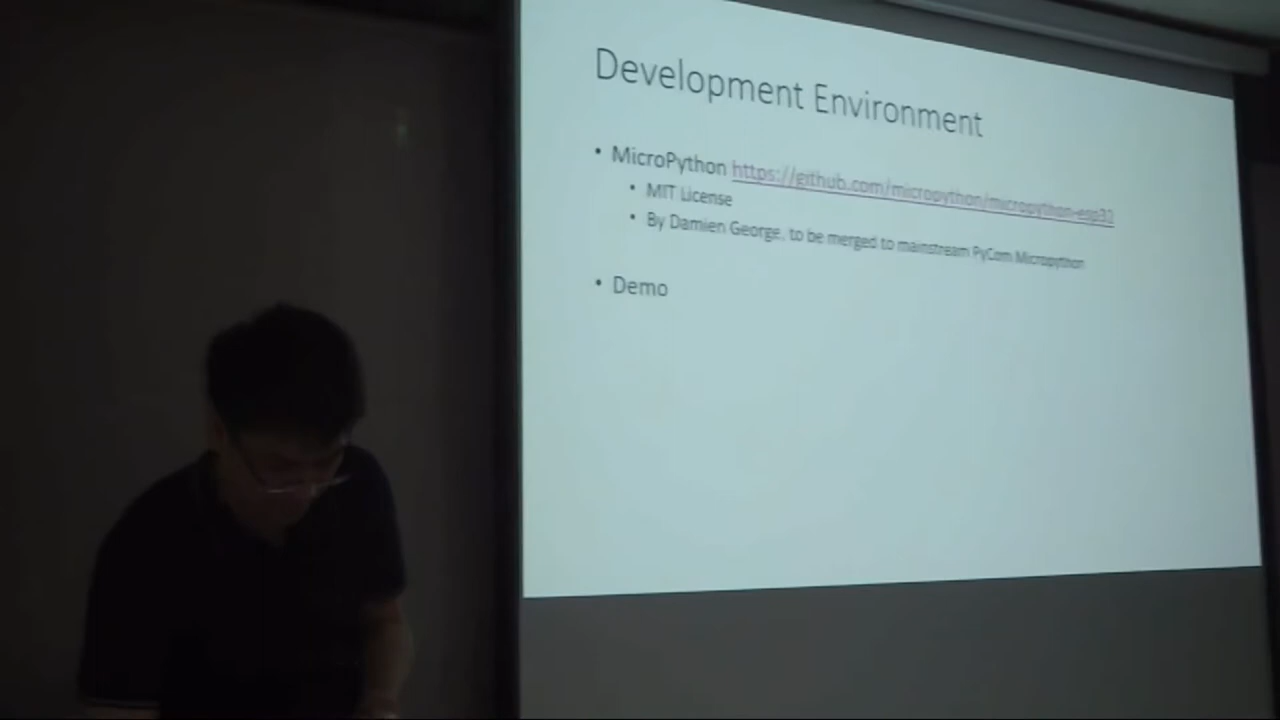 Development Environment
• MicroPython https://github.com/micropython/micropython-esp32
• MIT License
• By Damien George, to be merged to mainstream PyCom Micropython
• Demo